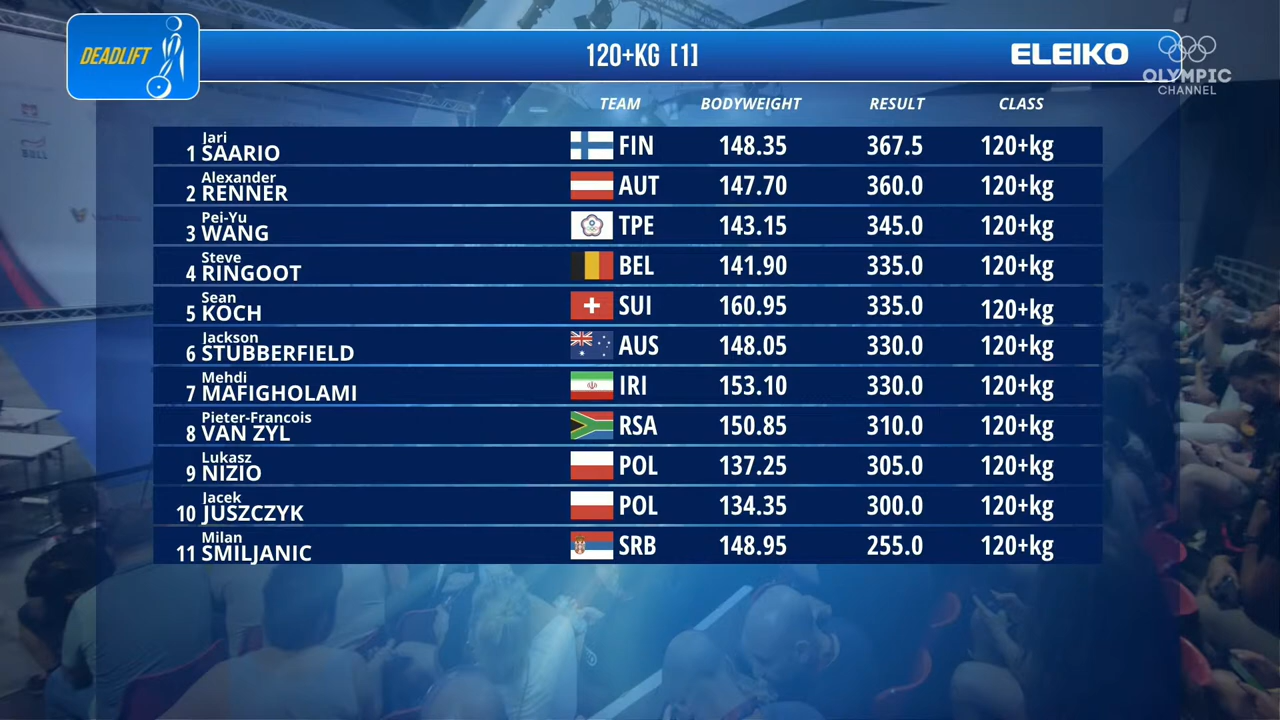 DEADLIFT
120+KG [1]
ELEIKO
OLYMPIC
CHANNEL
TEAM BODYWEIGHT RESULT CLASS
Jari
1 SAARIO FIN 148.35 367.5 120+kg
Alexander
2 RENNER AUT 147.70 360.0 120+kg
Pei-Yu
3 WANG TPE 143.15 345.0 120+kg
Steve
4 RINGOOT BEL 141.90 335.0 120+kg
Sean
5 KOCH SUI 160.95 335.0 120+kg
Jackson
6 STUBBERFIELD AUS 148.05 330.0 120+kg
Mehdi
7 MAFIGHOLAMI IRI 153.10 330.0 120+kg
Pieter-Francois
8 VAN ZYL RSA 150.85 310.0 120+kg
Lukasz
9 NIZIO POL 137.25 305.0 120+kg
Jacek
10 JUSZCZYK POL 134.35 300.0 120+kg
Milan
11 SMILJANIC SRB 148.95 255.0 120+kg